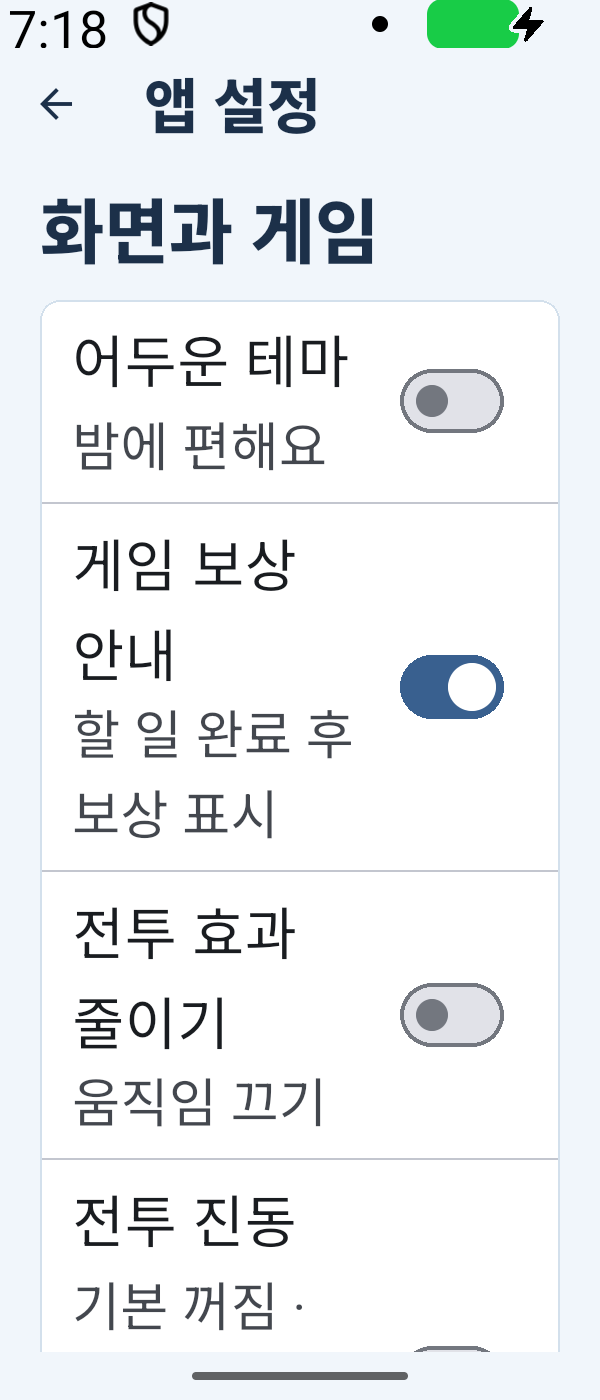 7:18
앱 설정
화면과 게임
어두운 테마
밤에 편해요
게임 보상
안내
할 일 완료 후
보상 표시
전투 효과
줄이기
움직임 끄기
전투 진동
기본 꺼짐 ·